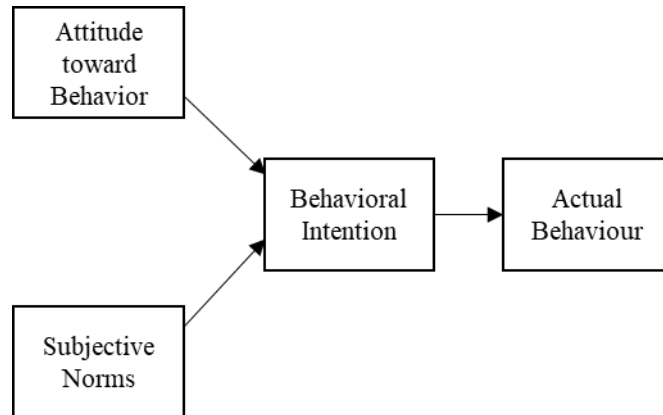 Attitude
toward
Behavior
Behavioral
Intention
Actual
Behaviour
Subjective
Norms